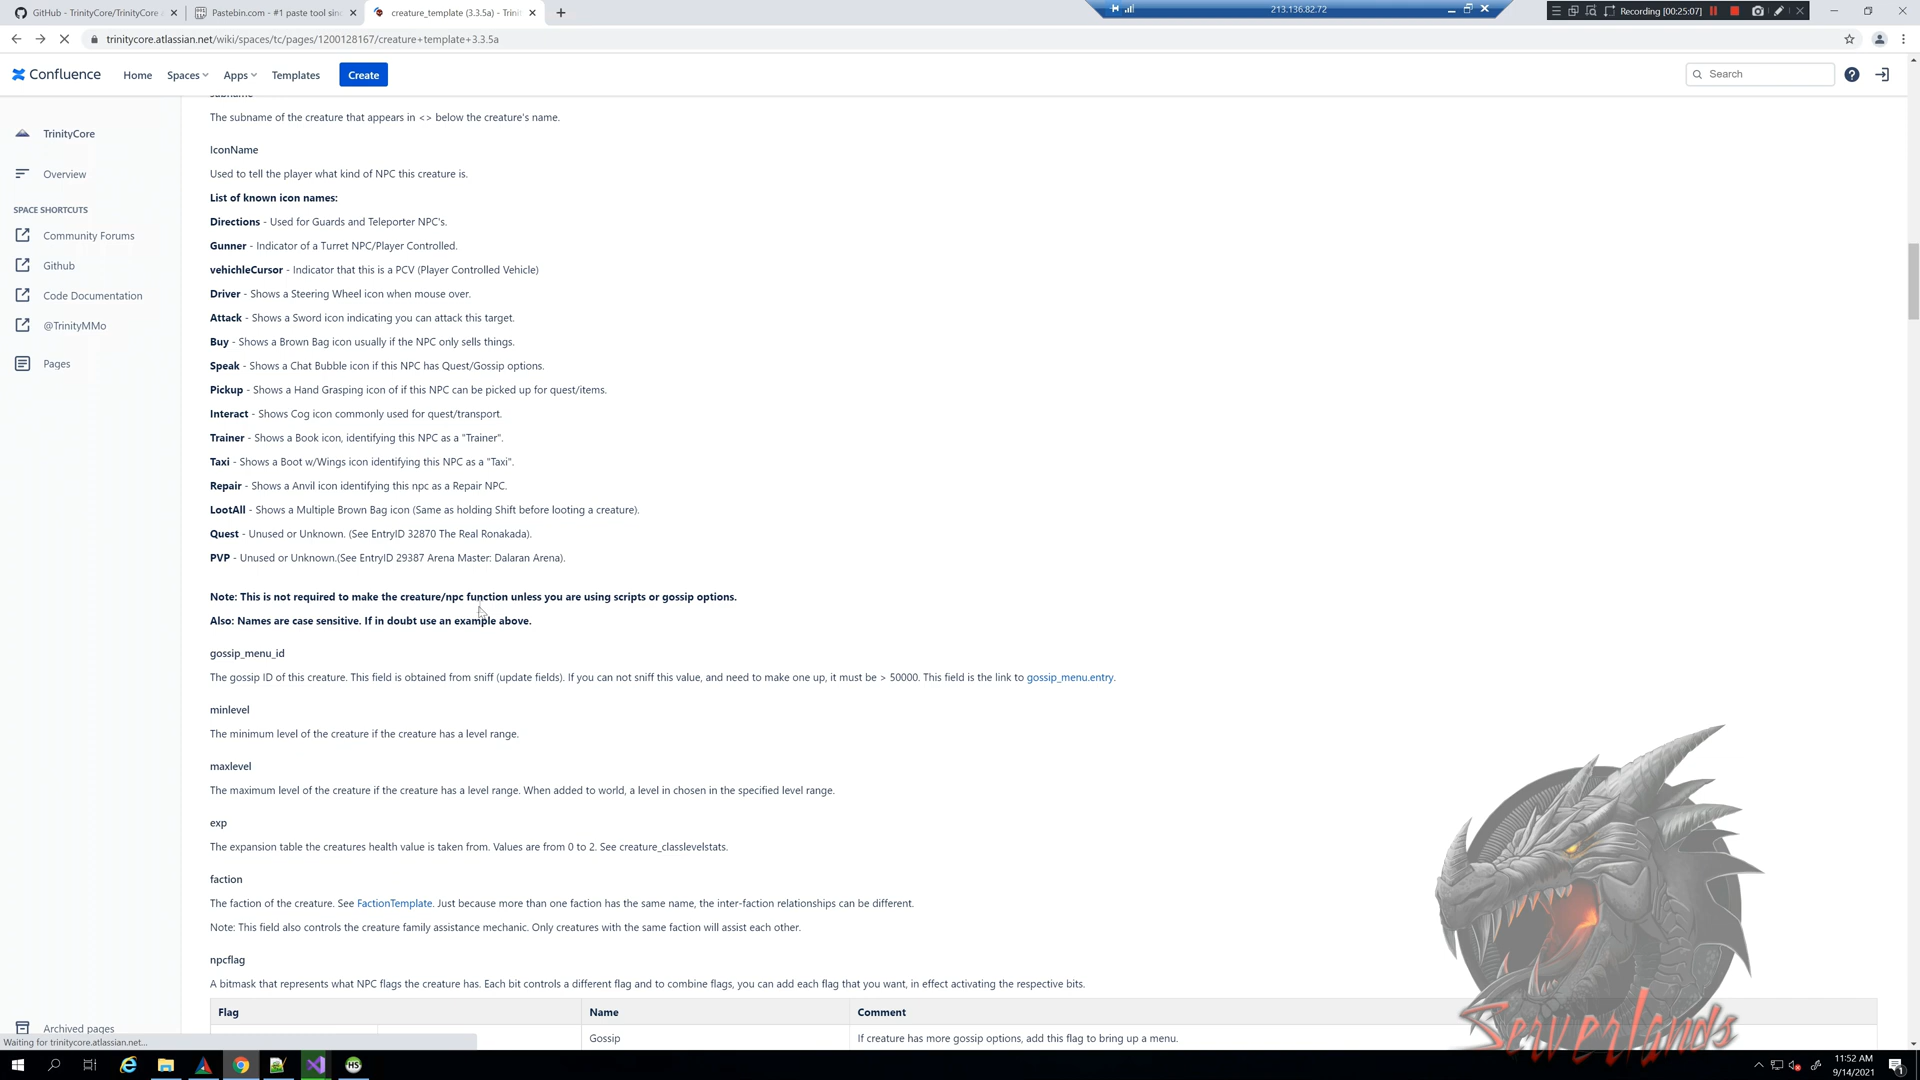 GitHub - TrinityCore/TrinityCore
Pastebin.com - #1 paste tool sinc
creature_template (3.3.5a) - Trinit
213.136.82.72
Recording [00:25:07]
trinitycore.atlassian.net/wiki/spaces/tc/pages/1200128167/creature+template+3.3.5a
Confluence
Home
Spaces
Apps
Templates
Create
Search
TrinityCore
Overview
SPACE SHORTCUTS
Community Forums
Github
Code Documentation
@TrinityMMo
Pages
Archived pages
subname
The subname of the creature that appears in <> below the creature's name.
IconName
Used to tell the player what kind of NPC this creature is.
List of known icon names:
Directions - Used for Guards and Teleporter NPC's.
Gunner - Indicator of a Turret NPC/Player Controlled.
vehichleCursor - Indicator that this is a PCV (Player Controlled Vehicle)
Driver - Shows a Steering Wheel icon when mouse over.
Attack - Shows a Sword icon indicating you can attack this target.
Buy - Shows a Brown Bag icon usually if the NPC only sells things.
Speak - Shows a Chat Bubble icon if this NPC has Quest/Gossip options.
Pickup - Shows a Hand Grasping icon of if this NPC can be picked up for quest/items.
Interact - Shows Cog icon commonly used for quest/transport.
Trainer - Shows a Book icon, identifying this NPC as a "Trainer".
Taxi - Shows a Boot w/Wings icon identifying this NPC as a "Taxi".
Repair - Shows a Anvil icon identifying this npc as a Repair NPC.
LootAll - Shows a Multiple Brown Bag icon (Same as holding Shift before looting a creature).
Quest - Unused or Unknown. (See EntryID 32870 The Real Ronakada).
PVP - Unused or Unknown.(See EntryID 29387 Arena Master: Dalaran Arena).
Note: This is not required to make the creature/npc function unless you are using scripts or gossip options.
Also: Names are case sensitive. If in doubt use an example above.
gossip_menu_id
The gossip ID of this creature. This field is obtained from sniff (update fields). If you can not sniff this value, and need to make one up, it must be > 50000. This field is the link to gossip_menu.entry.
minlevel
The minimum level of the creature if the creature has a level range.
maxlevel
The maximum level of the creature if the creature has a level range. When added to world, a level in chosen in the specified level range.
exp
The expansion table the creatures health value is taken from. Values are from 0 to 2. See creature_classlevelstats.
faction
The faction of the creature. See FactionTemplate. Just because more than one faction has the same name, the inter-faction relationships can be different.
Note: This field also controls the creature family assistance mechanic. Only creatures with the same faction will assist each other.
npcflag
A bitmask that represents what NPC flags the creature has. Each bit controls a different flag and to combine flags, you can add each flag that you want, in effect activating the respective bits.
Flag Name Comment
Gossip If creature has more gossip options, add this flag to bring up a menu.
Serverlands
Waiting for trinitycore.atlassian.net...
HS
11:52 AM
9/14/2021
1